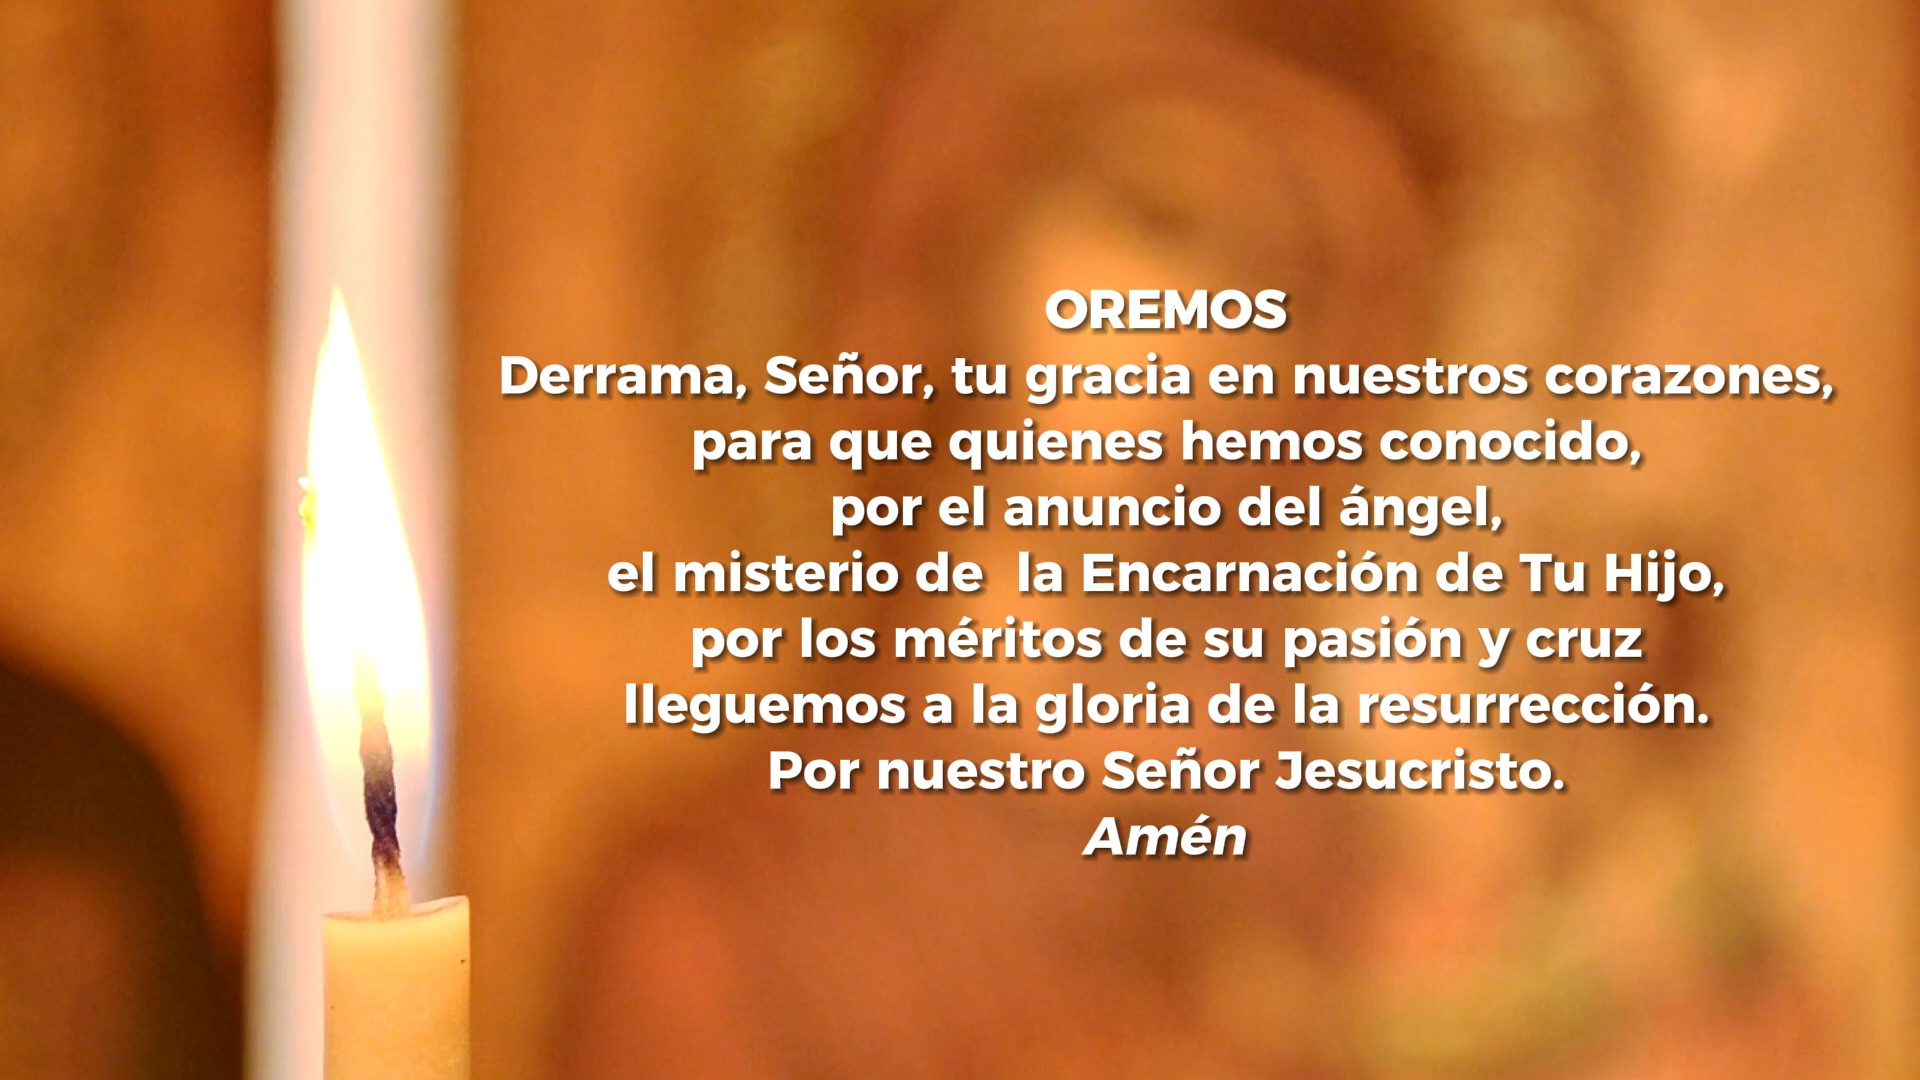 OREMOS
Derrama, Señor, tu gracia en nuestros corazones,
para que quienes hemos conocido,
por el anuncio del ángel,
el misterio de  la Encarnación de Tu Hijo,
por los méritos de su pasión y cruz
lleguemos a la gloria de la resurrección.
Por nuestro Señor Jesucristo.
Amén